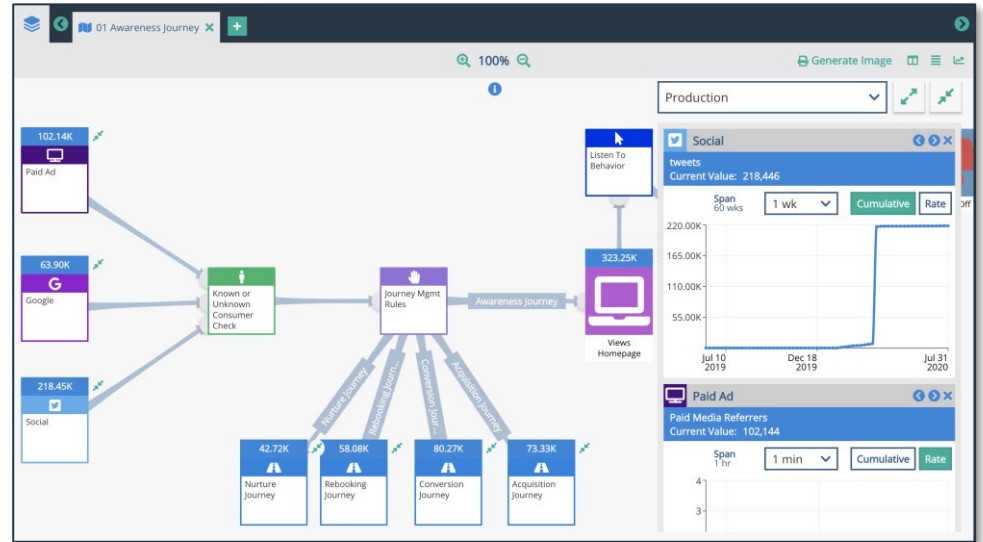 01 Awareness Journey
100%
Generate Image
Production
102.14K
Paid Ad
63.90K
G
Google
218.45K
Social
Known or
Unknown
Consumer
Check
Journey Mgmt
Rules
Awareness Journey
Listen To
Behavior
323.25K
Views
Homepage
Nurture Journey
Rebooking Journ...
Conversion Jour...
Acquisition Journey
42.72K
Nurture
Journey
58.08K
Rebooking
Journey
80.27K
Conversion
Journey
73.33K
Acquisition
Journey
Social
tweets
Current Value: 218,446
Span
60 wks
1 wk
Cumulative
Rate
220.00K
165.00K
110.00K
55.00K
Jul 10
2019
Dec 18
2019
Jul 31
2020
Paid Ad
Paid Media Referrers
Current Value: 102,144
Span
1 hr
1 min
Cumulative
Rate
4
3